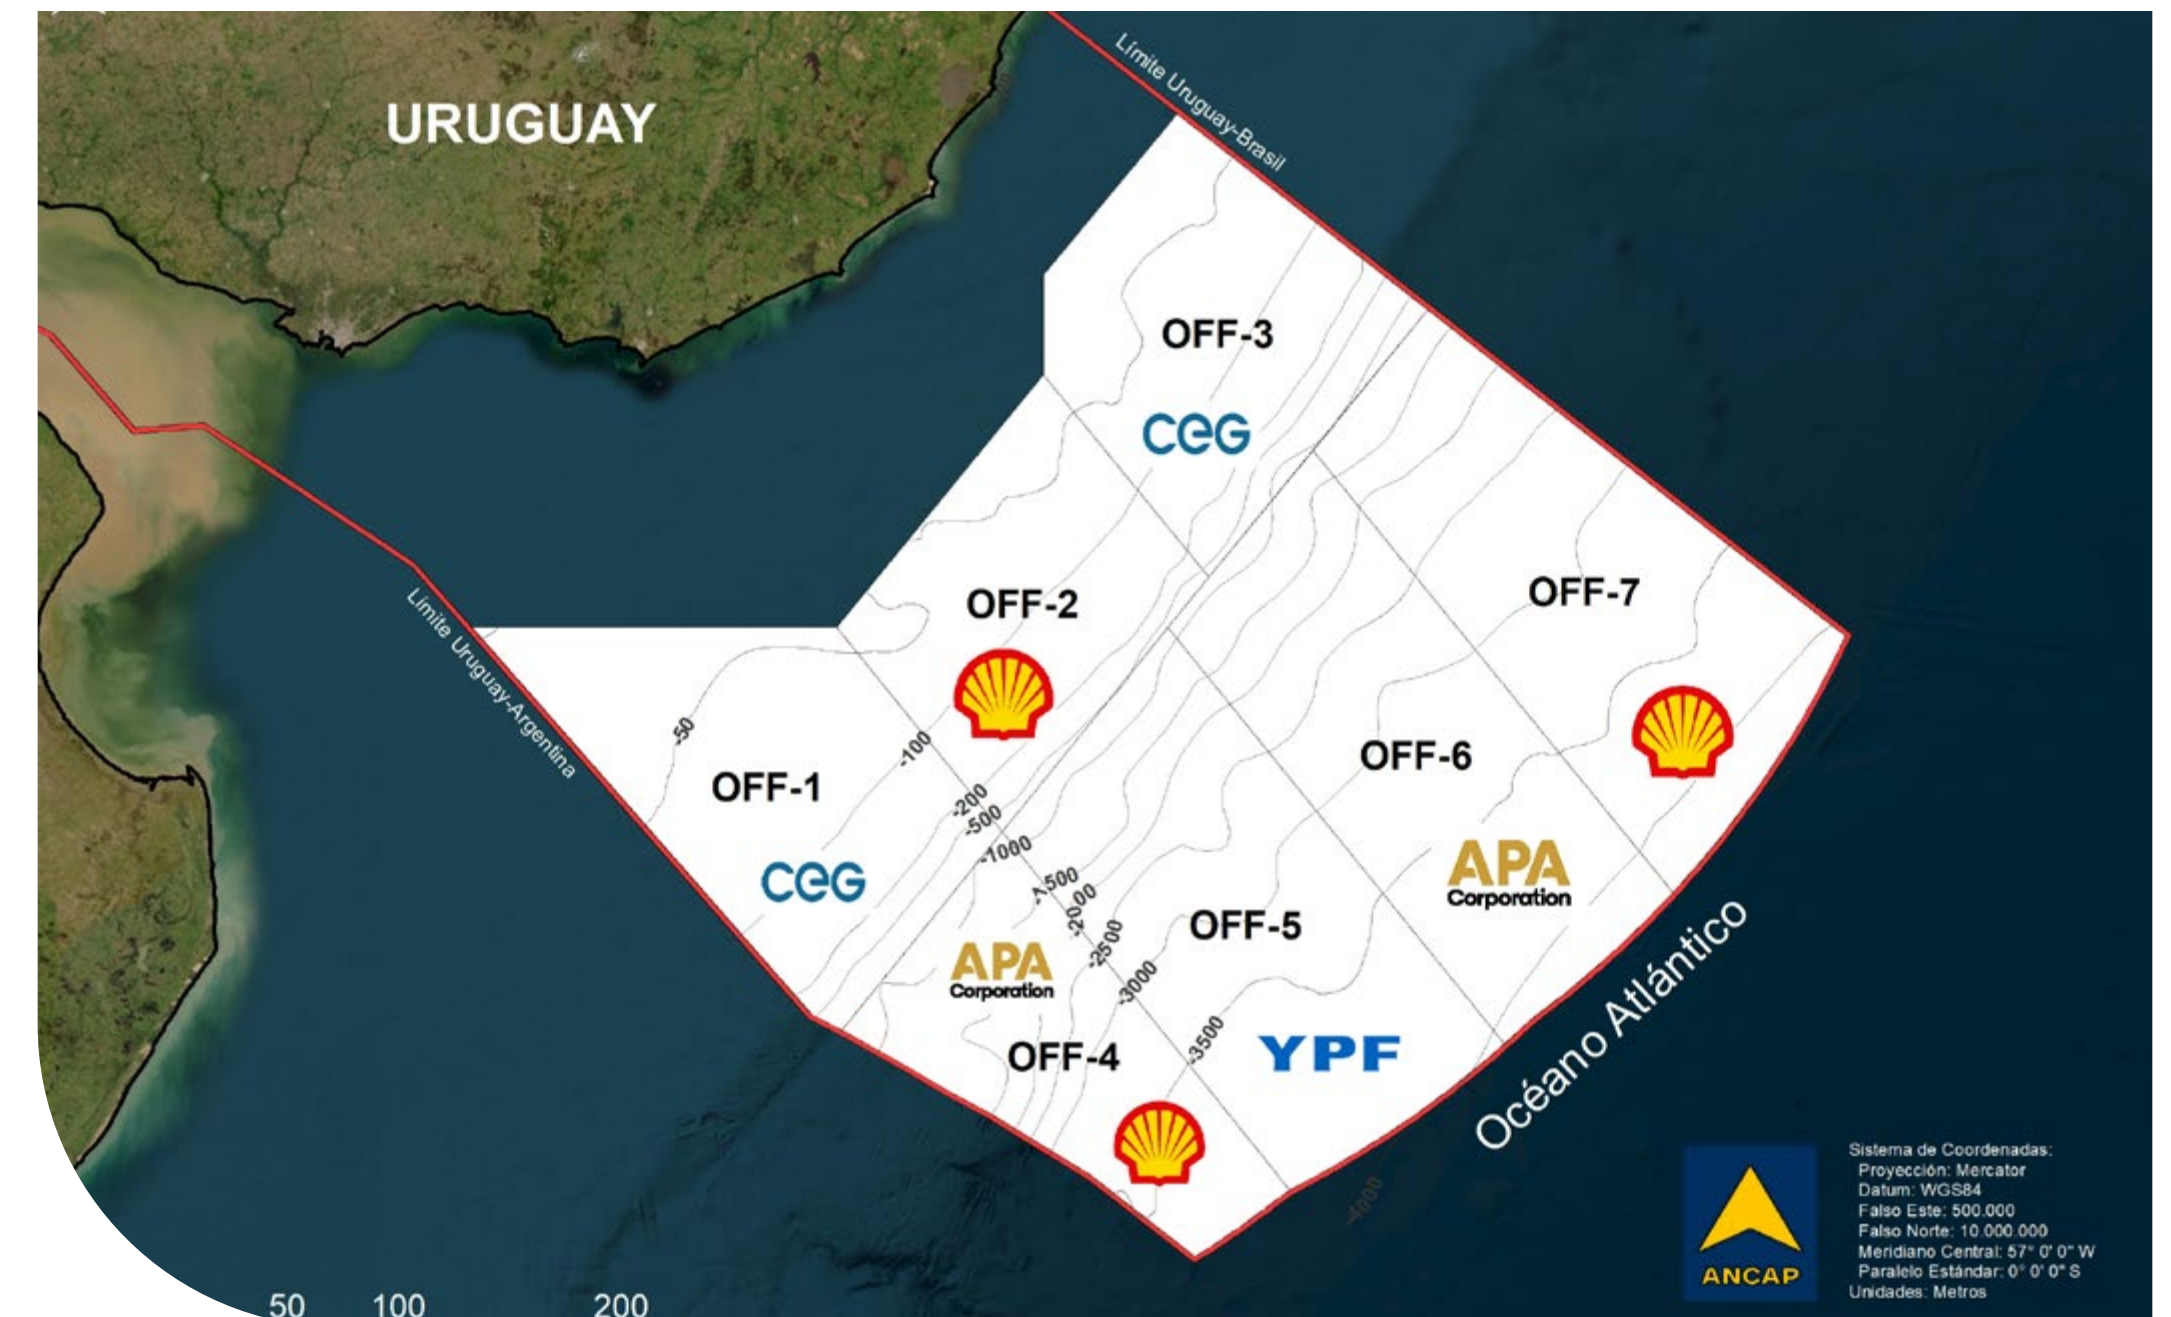 URUGUAY
Límite Uruguay-Brasil
OFF-3
CEG
OFF-2
OFF-7
Límite Uruguay-Argentina
-50
-100
OFF-1
CEG
-200
-500
-1000
-1500
-2000
-2500
-3000
-3500
-4000
OFF-6
APA
Corporation
OFF-5
YPF
APA
Corporation
OFF-4
Océano Atlántico
ANCAP
Sistema de Coordenadas:
Proyección: Mercator
Datum: WGS84
Falso Este: 500.000
Falso Norte: 10.000.000
Meridiano Central: 57° 0' 0" W
Paralelo Estándar: 0° 0' 0" S
Unidades: Metros
50 100 200